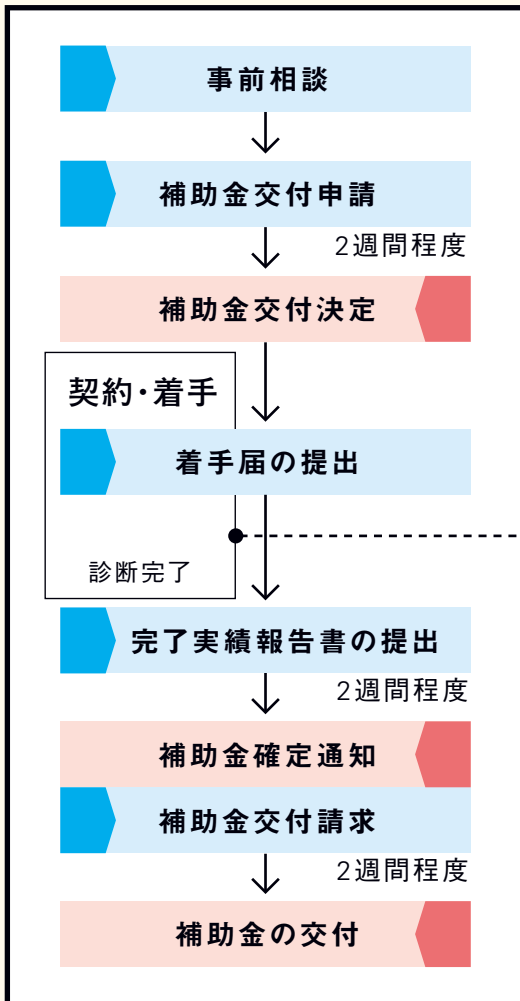 事前相談
補助金交付申請
2週間程度
補助金交付決定
契約・着手
着手届の提出
診断完了
完了実績報告書の提出
2週間程度
補助金確定通知
補助金交付請求
2週間程度
補助金の交付